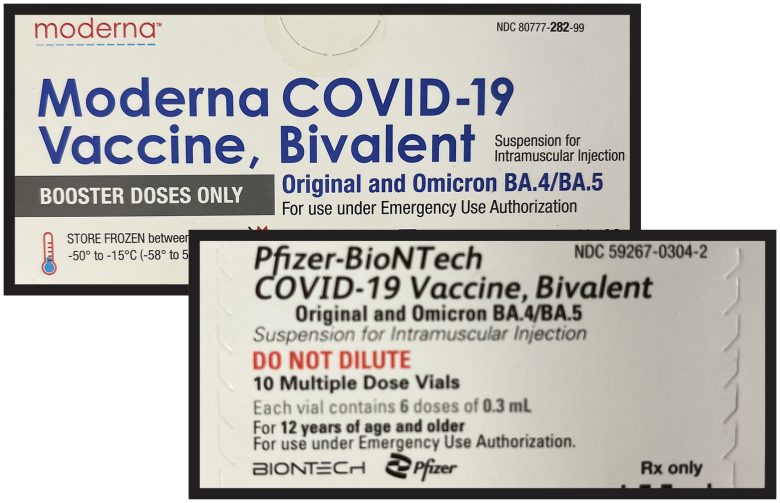 moderna™
NDC 80777-282-99
Moderna COVID-19
Vaccine, Bivalent
Suspension for
Intramuscular Injection
BOOSTER DOSES ONLY
Original and Omicron BA.4/BA.5
For use under Emergency Use Authorization
STORE FROZEN between
-50° to -15°C (-58° to 5
Pfizer-BioNTech
NDC 59267-0304-2
COVID-19 Vaccine, Bivalent
Original and Omicron BA.4/BA.5
Suspension for Intramuscular Injection
DO NOT DILUTE
10 Multiple Dose Vials
Each vial contains 6 doses of 0.3 mL
For 12 years of age and older
For use under Emergency Use Authorization.
BIONTECH Pfizer
Rx only